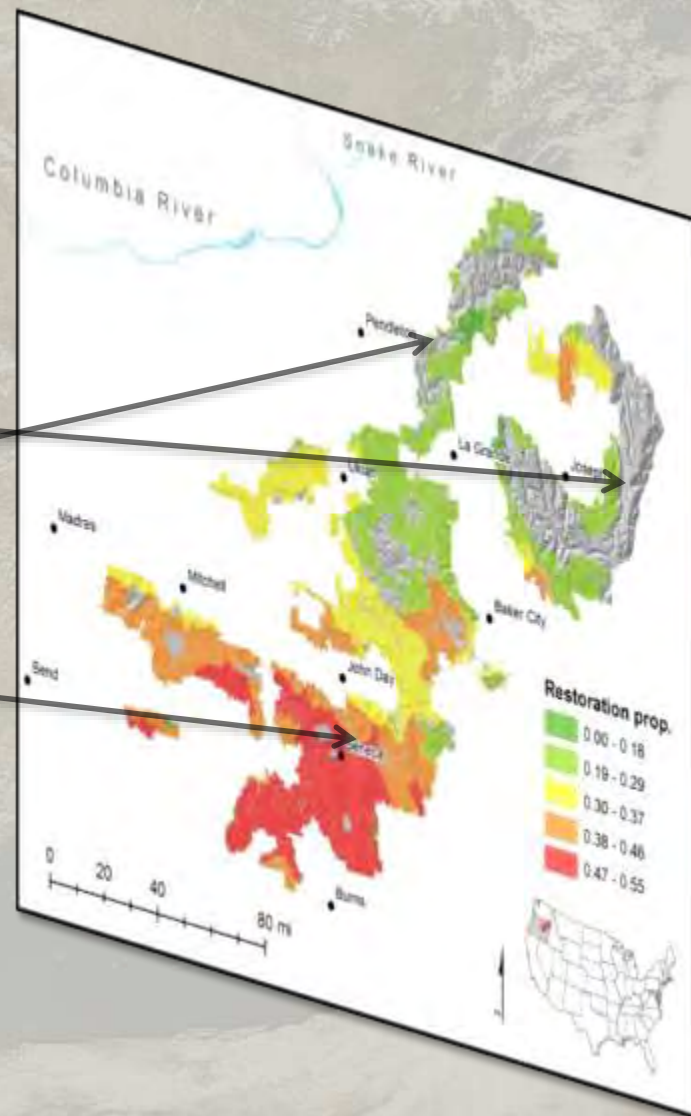 Snake River
Columbia River
Pendleton
La Grande
Joseph
Ukiah
Madras
Mitchell
Baker City
Bend
John Day
Seneca
Burns
Restoration prop.
0.00 - 0.18
0.19 - 0.29
0.30 - 0.37
0.38 - 0.46
0.47 - 0.55
0 20 40 80 mi